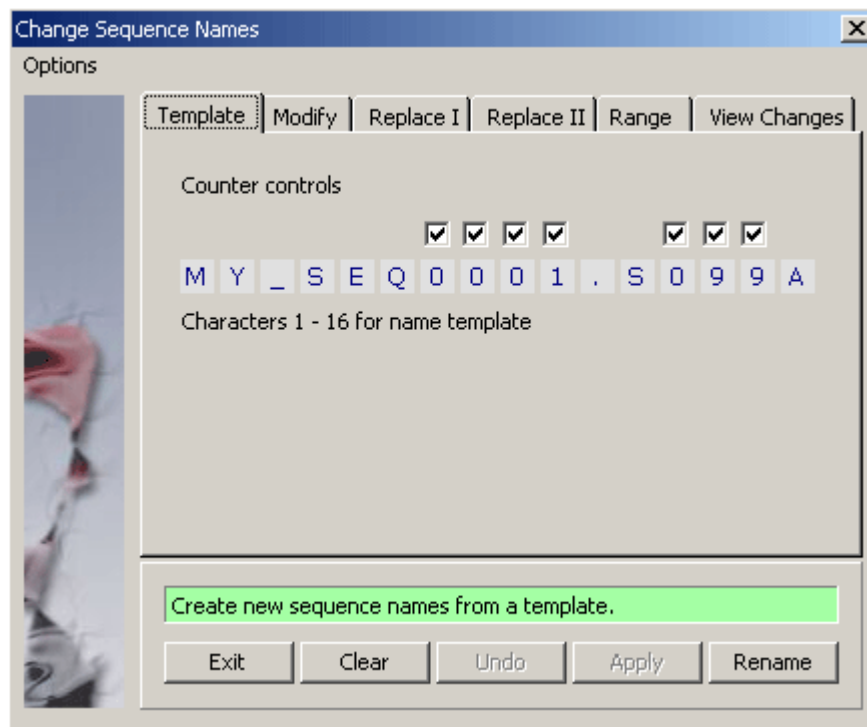 Change Sequence Names
Options
Template Modify Replace I Replace II Range View Changes
Counter controls
M Y _ S E Q 0 0 0 1 . S 0 9 9 A
Characters 1 - 16 for name template
Create new sequence names from a template.
Exit Clear Undo Apply Rename